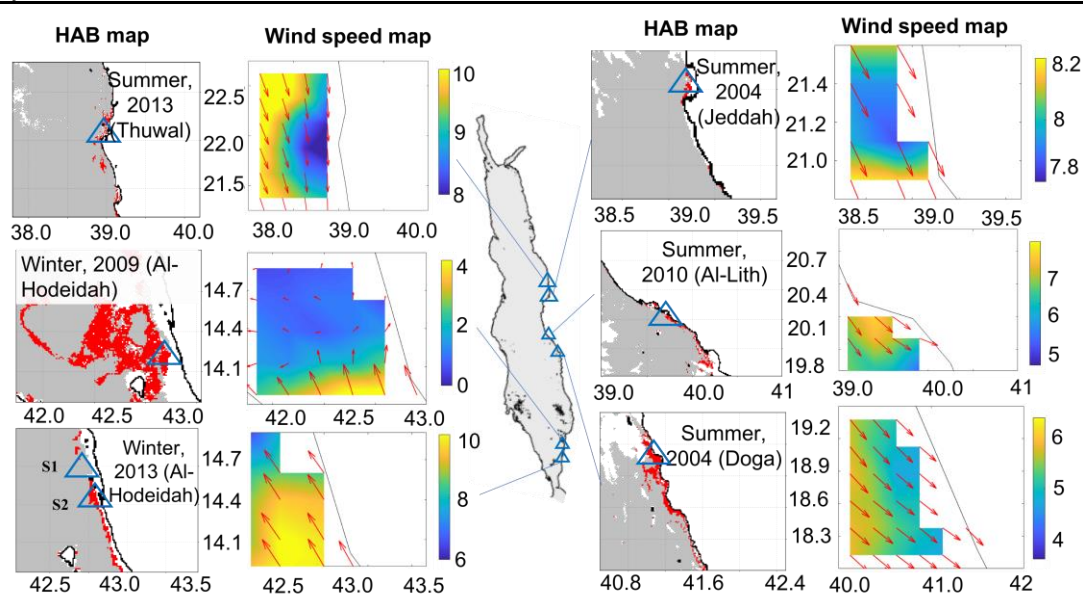 HAB map
Wind speed map
HAB map
Wind speed map
Summer,
2013
(Thuwal)
22.5
22.0
21.5
10
9
8
38.0 39.0 40.0
38.0 38.5 39.0 39.5
Summer,
2004
(Jeddah)
21.4
21.1
21.0
8.2
8
7.8
38.5 39.0 39.6
38.5 39.0 39.6
Winter, 2009 (Al-
Hodeidah)
14.7
14.4
14.1
4
2
0
42.0 42.5 43.0
42.0 42.5 43.0
Summer,
2010 (Al-Lith)
20.7
20.4
20.1
19.8
7
6
5
39.0 40.0 41
39.0 40 41
Winter,
2013 (Al-
Hodeidah)
S1
S2
14.7
14.4
14.1
10
8
6
42.5 43.0 43.5
42.5 43.0 43.5
Summer,
2004 (Doga)
19.2
18.9
18.6
18.3
6
5
4
40.8 41.6 42.4
40.0 41.0 42